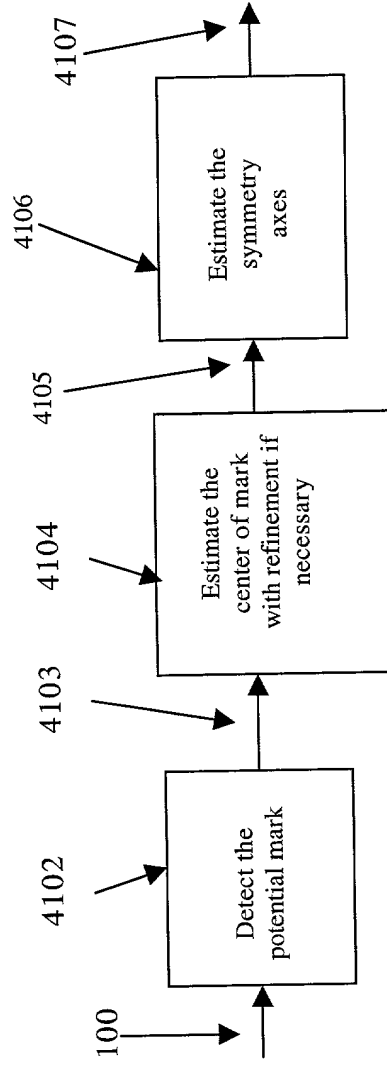 100
4102
Detect the
potential mark
4103
4104
Estimate the
center of mark
with refinement if
necessary
4105
4106
Estimate the
symmetry
axes
4107